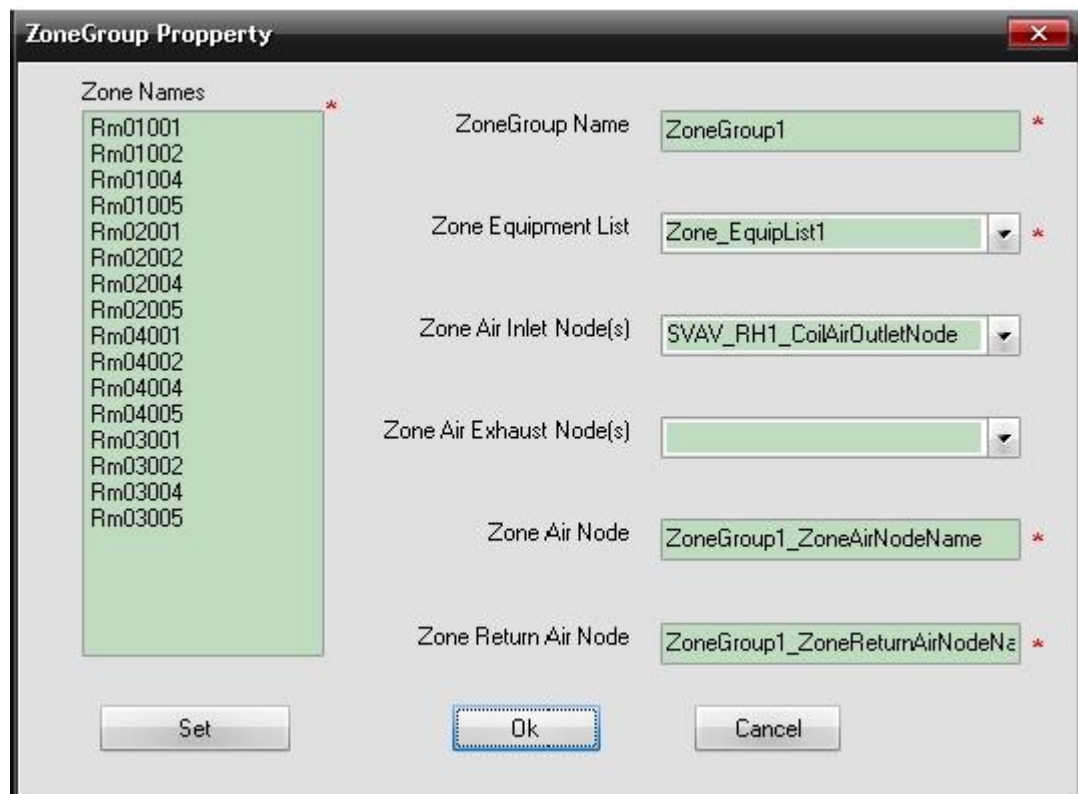 ZoneGroup Propperty
Zone Names
*
Rm01001
Rm01002
Rm01004
Rm01005
Rm02001
Rm02002
Rm02004
Rm02005
Rm04001
Rm04002
Rm04004
Rm04005
Rm03001
Rm03002
Rm03004
Rm03005
ZoneGroup Name ZoneGroup1 *
Zone Equipment List Zone_EquipList1 *
Zone Air Inlet Node(s) SVAV_RH1_CoilAirOutletNode
Zone Air Exhaust Node(s)
Zone Air Node ZoneGroup1_ZoneAirNodeName *
Zone Return Air Node ZoneGroup1_ZoneReturnAirNodeNa *
Set Ok Cancel